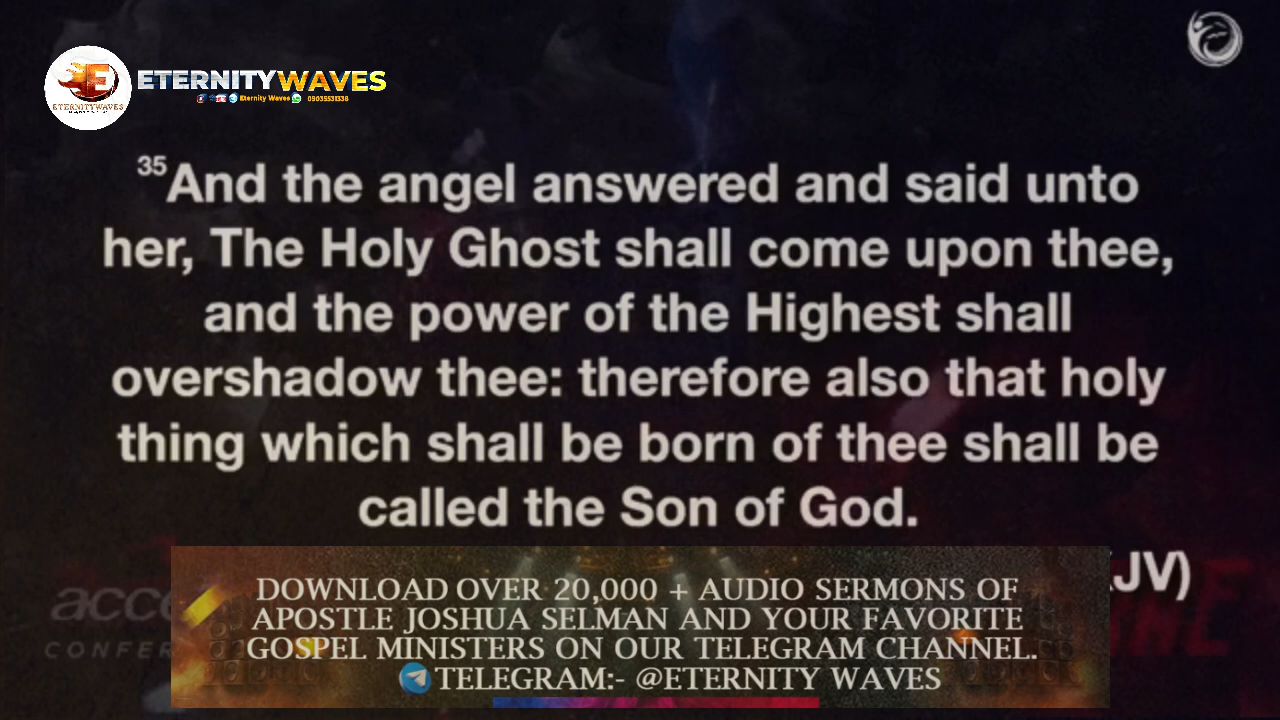 ETERNITYWAVES
ETERNITYWAVES
Eternity Waves 09035531338
35And the angel answered and said unto
her, The Holy Ghost shall come upon thee,
and the power of the Highest shall
overshadow thee: therefore also that holy
thing which shall be born of thee shall be
called the Son of God.
JV)
DOWNLOAD OVER 20,000 + AUDIO SERMONS OF
APOSTLE JOSHUA SELMAN AND YOUR FAVORITE
GOSPEL MINISTERS ON OUR TELEGRAM CHANNEL.
TELEGRAM:- @ETERNITY WAVES